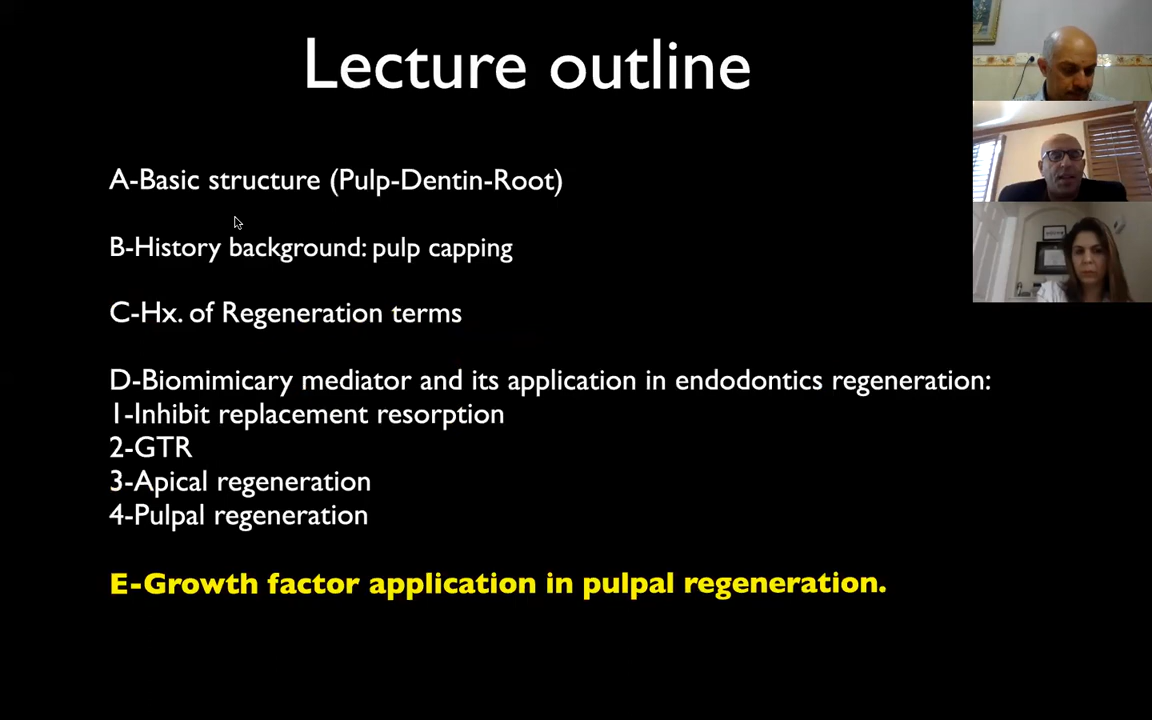 Lecture outline
A-Basic structure (Pulp-Dentin-Root)
B-History background: pulp capping
C-Hx. of Regeneration terms
D-Biomimicary mediator and its application in endodontics regeneration:
1-Inhibit replacement resorption
2-GTR
3-Apical regeneration
4-Pulpal regeneration
E-Growth factor application in pulpal regeneration.